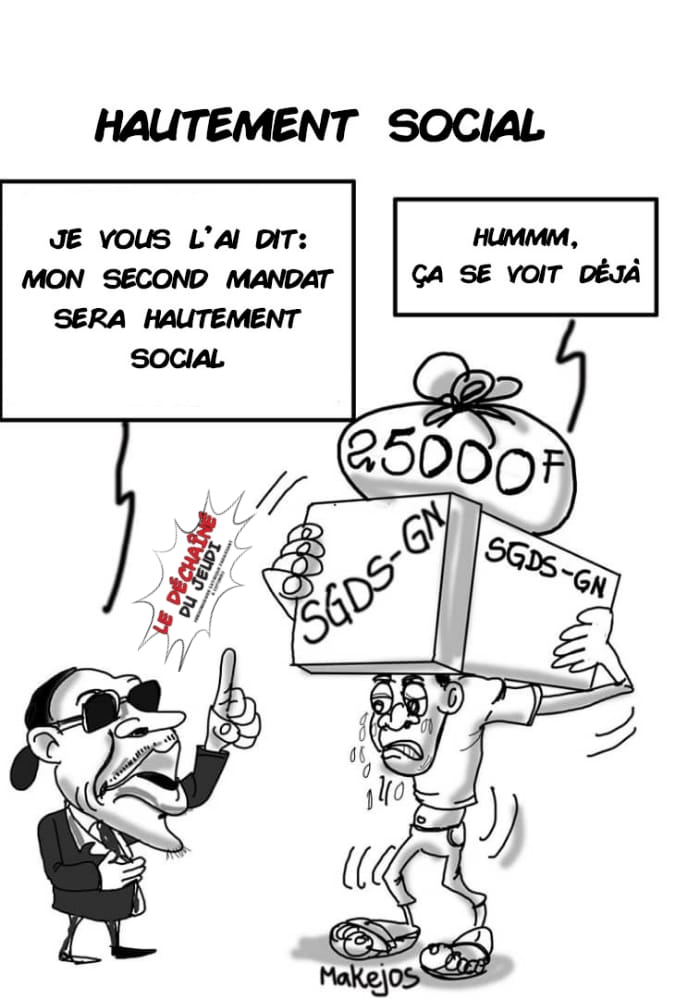 HAUTEMENT SOCIAL
JE VOUS L'AI DIT:
MON SECOND MANDAT
SERA HAUTEMENT
SOCIAL
HUMMM,
ÇA SE VOIT DÉJÀ
25000F
SGDS-GN
SGDS-GN
LE DÉCHAÎNÉ
DU JEUDI
Makejos